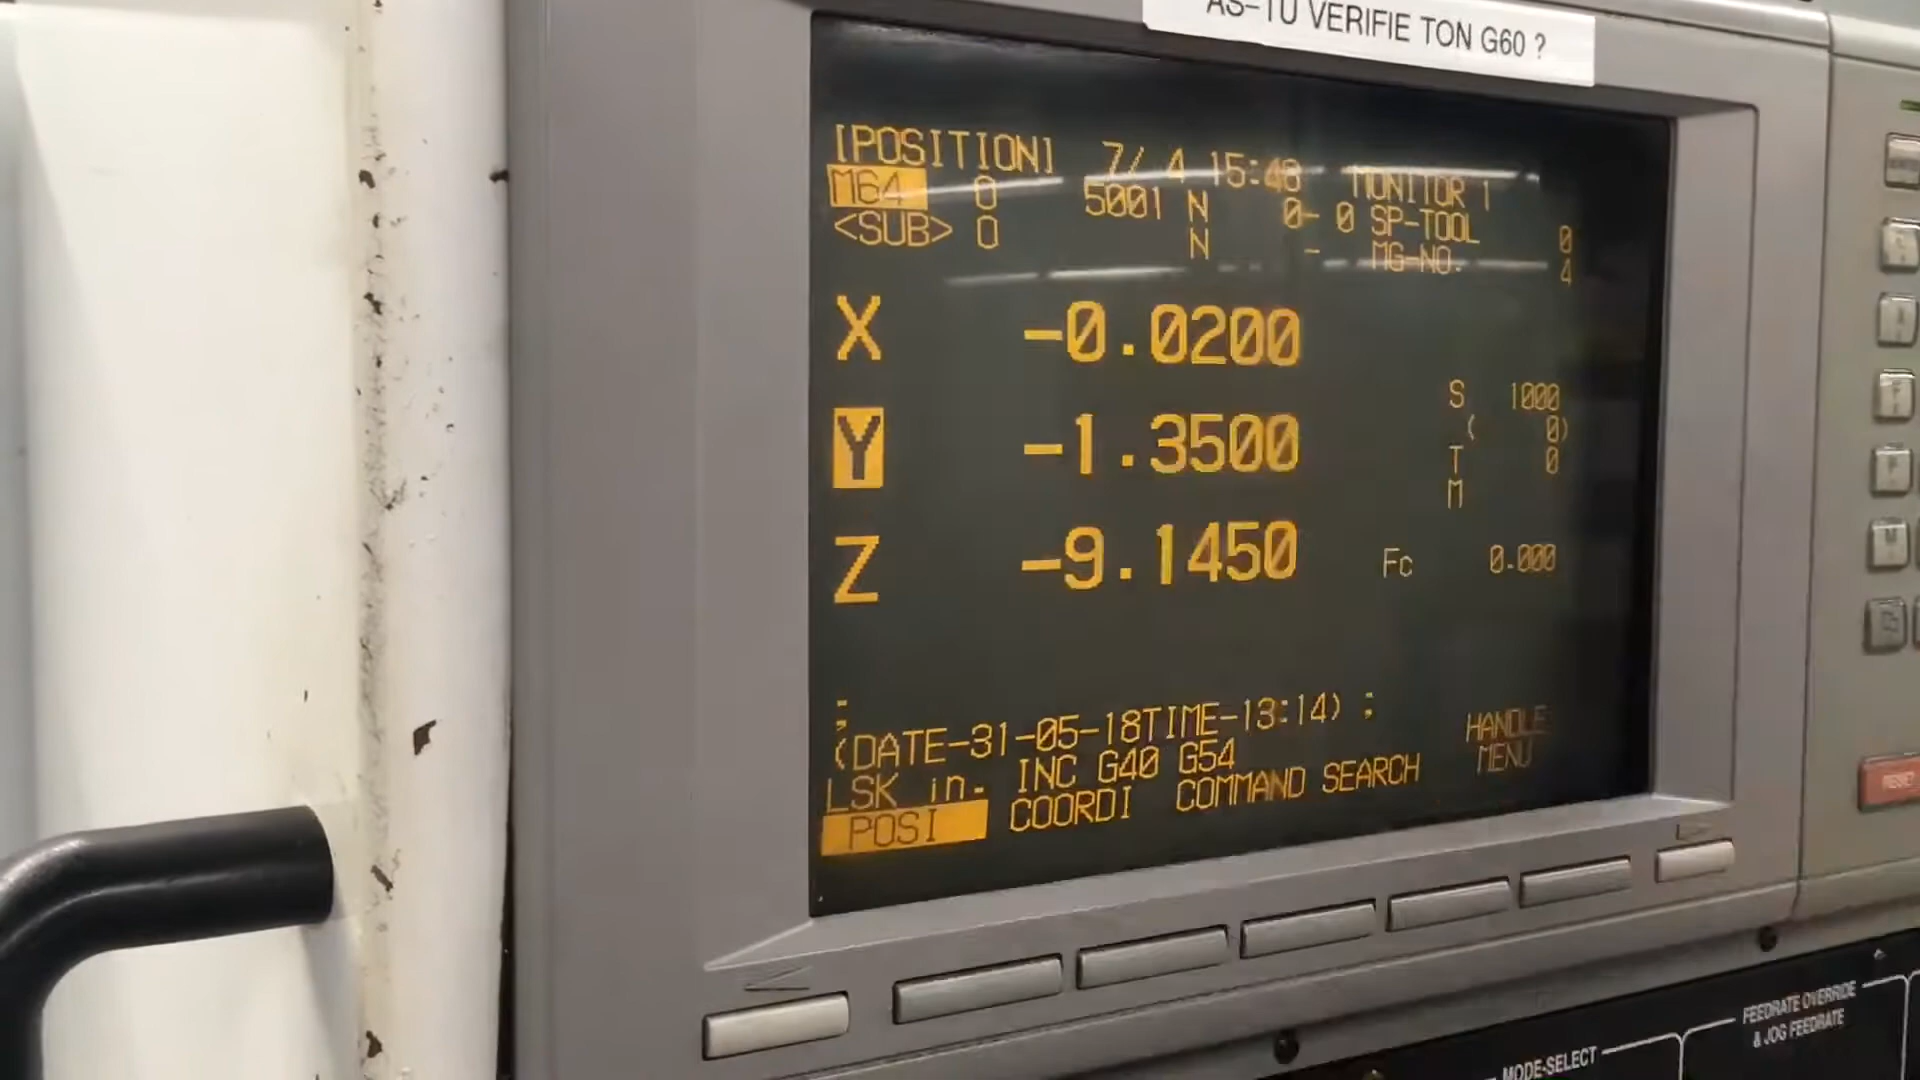 AS-TU VERIFIE TON G60 ?
[POSITION] 7/ 4 15:48 MONITOR 1
M64 O 5001 N 0- 0 SP-TOOL 0
<SUB> O N - MG-NO. 4
X -0.0200
S 1000
( 0)
Y -1.3500
T 0
M
Z -9.1450 Fc 0.000
;
(DATE-31-05-18TIME-13:14) ;
HANDLE
LSK in. INC G40 G54
POSI COORDI COMMAND SEARCH MENU
RESET
FEEDRATE OVERRIDE
& JOG FEEDRATE
MODE-SELECT